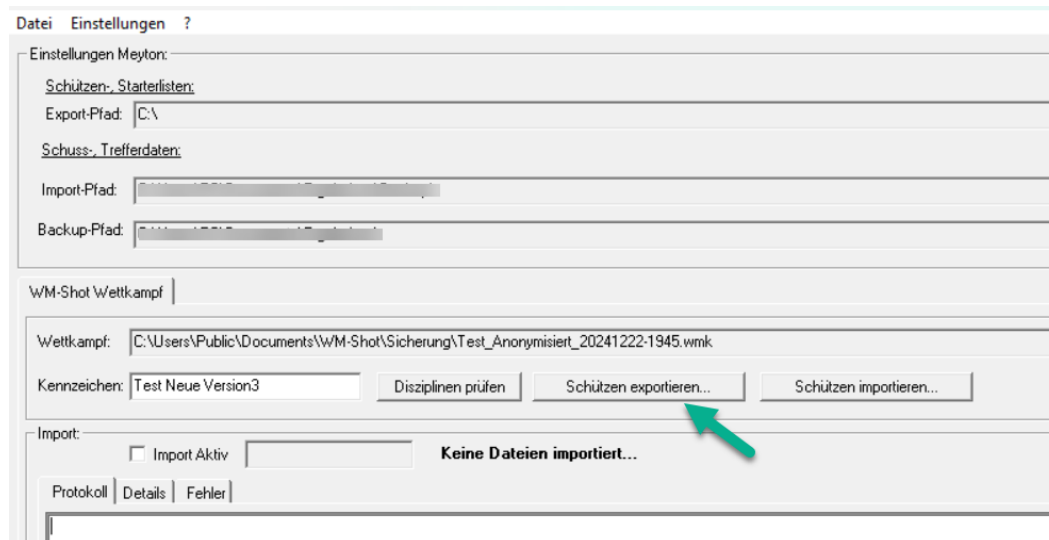 Datei Einstellungen ?
Einstellungen Meyton:
Schützen-, Starterlisten:
Export-Pfad: C:\
Schuss-, Trefferdaten:
Import-Pfad:
Backup-Pfad:
WM-Shot Wettkampf
Wettkampf: C:\Users\Public\Documents\WM-Shot\Sicherung\Test_Anonymisiert_20241222-1945.wmk
Kennzeichen: Test Neue Version3 Disziplinen prüfen Schützen exportieren... Schützen importieren...
Import:
Import Aktiv Keine Dateien importiert...
Protokoll Details Fehler